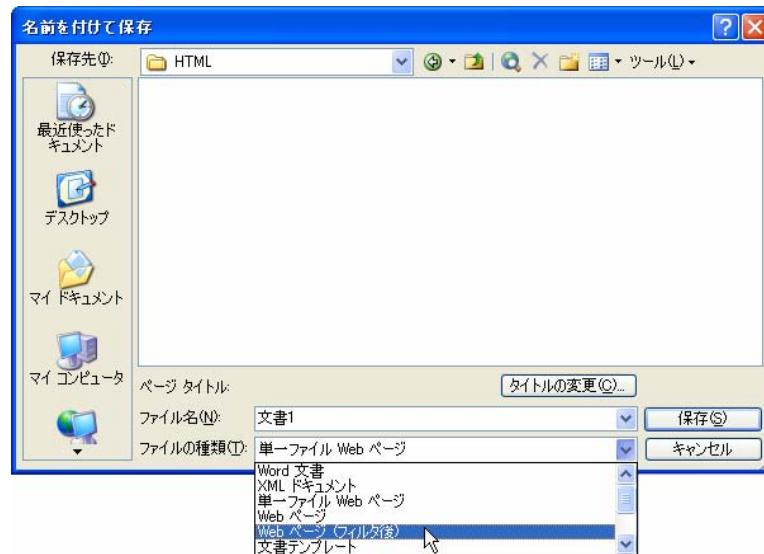 名前を付けて保存
保存先(I):
HTML
ツール(L)
最近使ったド
キュメント
デスクトップ
マイ ドキュメント
マイ コンピュータ
ページ タイトル:
タイトルの変更(C)...
ファイル名(N):
文書1
保存(S)
ファイルの種類(T):
単一ファイル Web ページ
キャンセル
Word 文書
XML ドキュメント
単一ファイル Web ページ
Web ページ
Web ページ (フィルタ後)
文書テンプレート